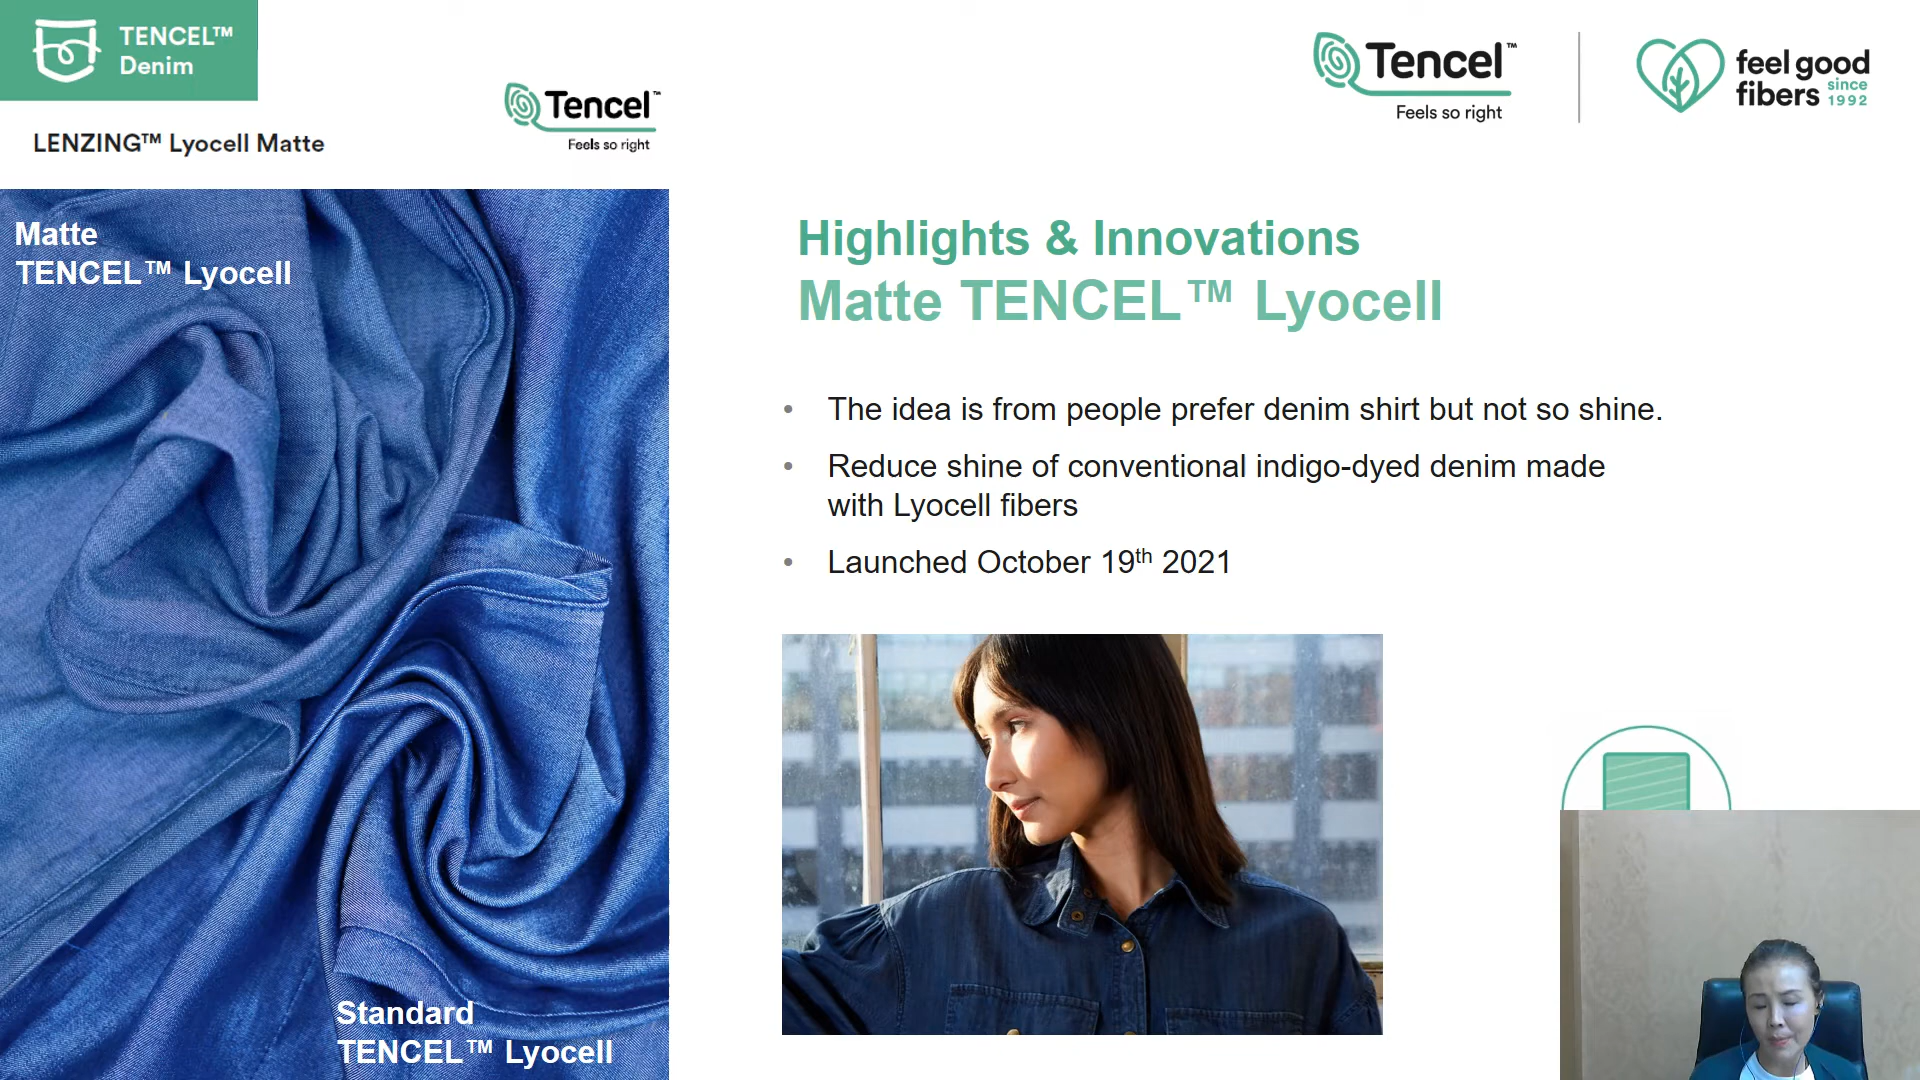 TENCEL™
Denim
LENZING™ Lyocell Matte
Tencel™
Feels so right
Tencel™
Feels so right
feel good
fibers since
1992
Matte
TENCEL™ Lyocell
Standard
TENCEL™ Lyocell
Highlights & Innovations
Matte TENCEL™ Lyocell
• The idea is from people prefer denim shirt but not so shine.
• Reduce shine of conventional indigo-dyed denim made
with Lyocell fibers
• Launched October 19th 2021